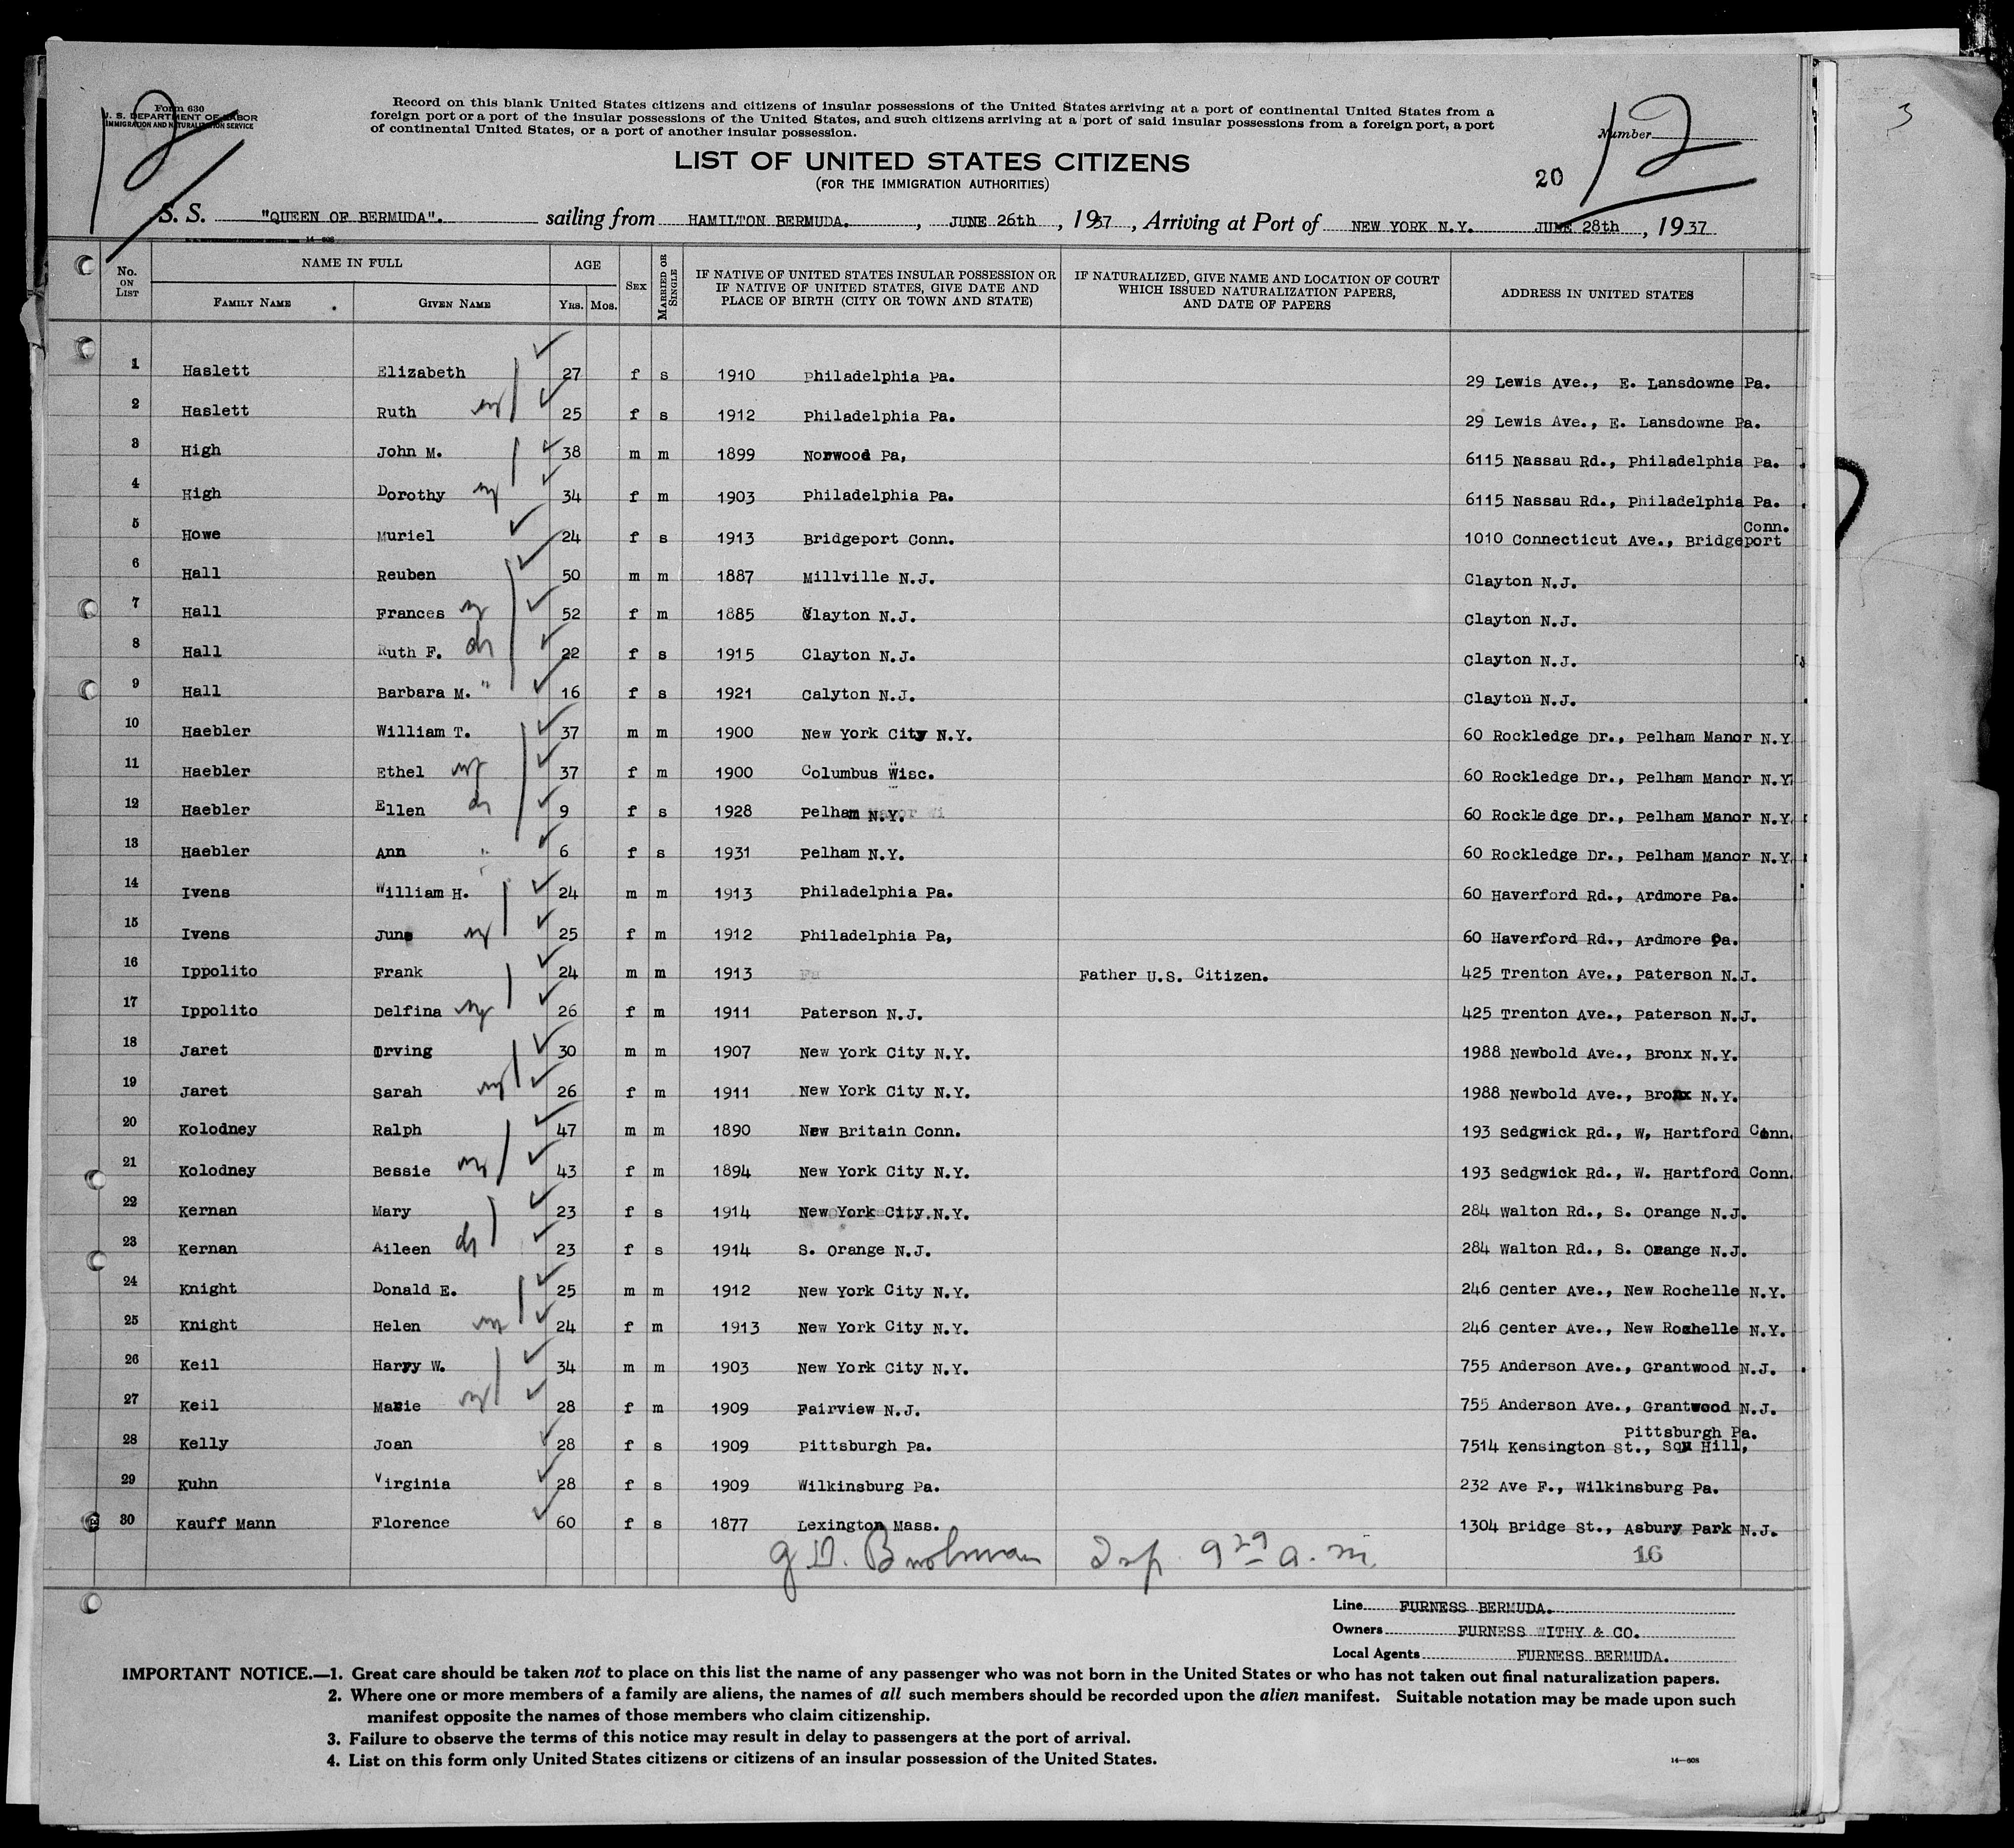 Form 630
U. S. DEPARTMENT OF LABOR
IMMIGRATION AND NATURALIZATION SERVICE
12
3
Record on this blank United States citizens and citizens of insular possessions of the United States arriving at a port of continental United States from a
foreign port or a port of the insular possessions of the United States, and such citizens arriving at a port of said insular possessions from a foreign port, a port
of continental United States, or a port of another insular possession.
Number
12
LIST OF UNITED STATES CITIZENS
(FOR THE IMMIGRATION AUTHORITIES)
20
S. S. "QUEEN OF BERMUDA". sailing from HAMILTON BERMUDA. , JUNE 26th , 1937 , Arriving at Port of NEW YORK N.Y. JUNE 28th , 1937
14—608
No. ON LIST NAME IN FULL AGE SEX MARRIED OR SINGLE IF NATIVE OF UNITED STATES INSULAR POSSESSION OR IF NATIVE OF UNITED STATES, GIVE DATE AND PLACE OF BIRTH (CITY OR TOWN AND STATE) IF NATURALIZED, GIVE NAME AND LOCATION OF COURT WHICH ISSUED NATURALIZATION PAPERS, AND DATE OF PAPERS ADDRESS IN UNITED STATES
FAMILY NAME GIVEN NAME YRS. MOS.
1 Haslett Elizabeth 27 f s 1910 Philadelphia Pa. 29 Lewis Ave., E. Lansdowne Pa.
2 Haslett Ruth 25 f s 1912 Philadelphia Pa. 29 Lewis Ave., E. Lansdowne Pa.
3 High John M. 38 m m 1899 Norwood Pa, 6115 Nassau Rd., Philadelphia Pa.
4 High Dorothy 34 f m 1903 Philadelphia Pa. 6115 Nassau Rd., Philadelphia Pa.
5 Howe Muriel 24 f s 1913 Bridgeport Conn. 1010 Connecticut Ave., Bridgeport Conn.
6 Hall Reuben 50 m m 1887 Millville N.J. Clayton N.J.
7 Hall Frances 52 f m 1885 Clayton N.J. Clayton N.J.
8 Hall Ruth F. 22 f s 1915 Clayton N.J. Clayton N.J.
9 Hall Barbara M. " 16 f s 1921 Calyton N.J. Clayton N.J.
10 Haebler William T. 37 m m 1900 New York City N.Y. 60 Rockledge Dr., Pelham Manor N.Y.
11 Haebler Ethel 37 f m 1900 Columbus Wisc. 60 Rockledge Dr., Pelham Manor N.Y.
12 Haebler Ellen 9 f s 1928 Pelham N.Y. 60 Rockledge Dr., Pelham Manor N.Y.
13 Haebler Ann " 6 f s 1931 Pelham N.Y. 60 Rockledge Dr., Pelham Manor N.Y.
14 Ivens William H. 24 m m 1913 Philadelphia Pa. 60 Haverford Rd., Ardmore Pa.
15 Ivens June 25 f m 1912 Philadelphia Pa, 60 Haverford Rd., Ardmore Pa.
16 Ippolito Frank 24 m m 1913 Father U.S. Citizen. 425 Trenton Ave., Paterson N.J.
17 Ippolito Delfina 26 f m 1911 Paterson N.J. 425 Trenton Ave., Paterson N.J.
18 Jaret Irving 30 m m 1907 New York City N.Y. 1988 Newbold Ave., Bronx N.Y.
19 Jaret Sarah 26 f m 1911 New York City N.Y. 1988 Newbold Ave., Bronx N.Y.
20 Kolodney Ralph 47 m m 1890 New Britain Conn. 193 Sedgwick Rd., W, Hartford Conn.
21 Kolodney Bessie 43 f m 1894 New York City N.Y. 193 Sedgwick Rd., W. Hartford Conn.
22 Kernan Mary 23 f s 1914 New York City.N.Y. 284 Walton Rd., S. Orange N.J.
23 Kernan Aileen 23 f s 1914 S. Orange N.J. 284 Walton Rd., S. Orange N.J.
24 Knight Donald E. 25 m m 1912 New York City N.Y. 246 Center Ave., New Rochelle N.Y.
25 Knight Helen 24 f m 1913 New York City N.Y. 246 Center Ave., New Rochelle N.Y.
26 Keil Harry W. 34 m m 1903 New York City N.Y. 755 Anderson Ave., Grantwood N.J.
27 Keil Marie 28 f m 1909 Fairview N.J. 755 Anderson Ave., Grantwood N.J.
28 Kelly Joan 28 f s 1909 Pittsburgh Pa. 7514 Kensington St., Squ Hill, Pittsburgh Pa.
29 Kuhn Virginia 28 f s 1909 Wilkinsburg Pa. 232 Ave F., Wilkinsburg Pa.
30 Kauff Mann Florence 60 f s 1877 Lexington Mass. 1304 Bridge St., Asbury Park N.J.
Insp. 9 29 a.m.
16
Line FURNESS BERMUDA.
Owners FURNESS WITHY & CO.
Local Agents FURNESS BERMUDA.
IMPORTANT NOTICE.—1. Great care should be taken not to place on this list the name of any passenger who was not born in the United States or who has not taken out final naturalization papers.
2. Where one or more members of a family are aliens, the names of all such members should be recorded upon the alien manifest. Suitable notation may be made upon such
manifest opposite the names of those members who claim citizenship.
3. Failure to observe the terms of this notice may result in delay to passengers at the port of arrival.
4. List on this form only United States citizens or citizens of an insular possession of the United States.
14—608